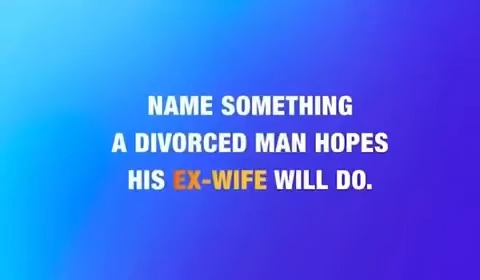 NAME SOMETHING
A DIVORCED MAN HOPES
HIS EX-WIFE WILL DO.